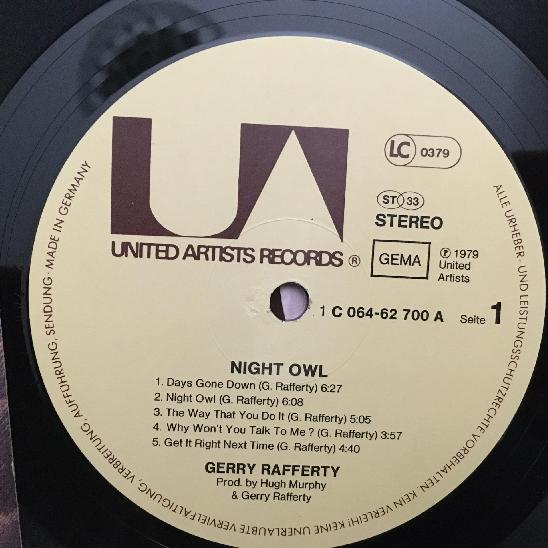 UA
UNITED ARTISTS RECORDS ®
LC 0379
ST 33
STEREO
GEMA
℗ 1979
United
Artists
1 C 064-62 700 A
Seite 1
NIGHT OWL
1. Days Gone Down (G. Rafferty) 6:27
2. Night Owl (G. Rafferty) 6:08
3. The Way That You Do It (G. Rafferty) 5:05
4. Why Won't You Talk To Me? (G. Rafferty) 3:57
5. Get It Right Next Time (G. Rafferty) 4:40
GERRY RAFFERTY
Prod. by Hugh Murphy
& Gerry Rafferty
ALLE URHEBER- UND LEISTUNGSSCHUTZRECHTE VORBEHALTEN. KEIN VERLEIH! KEINE UNERLAUBTE VERVIELFÄLTIGUNG, VERBREITUNG, AUFFÜHRUNG, SENDUNG · MADE IN GERMANY